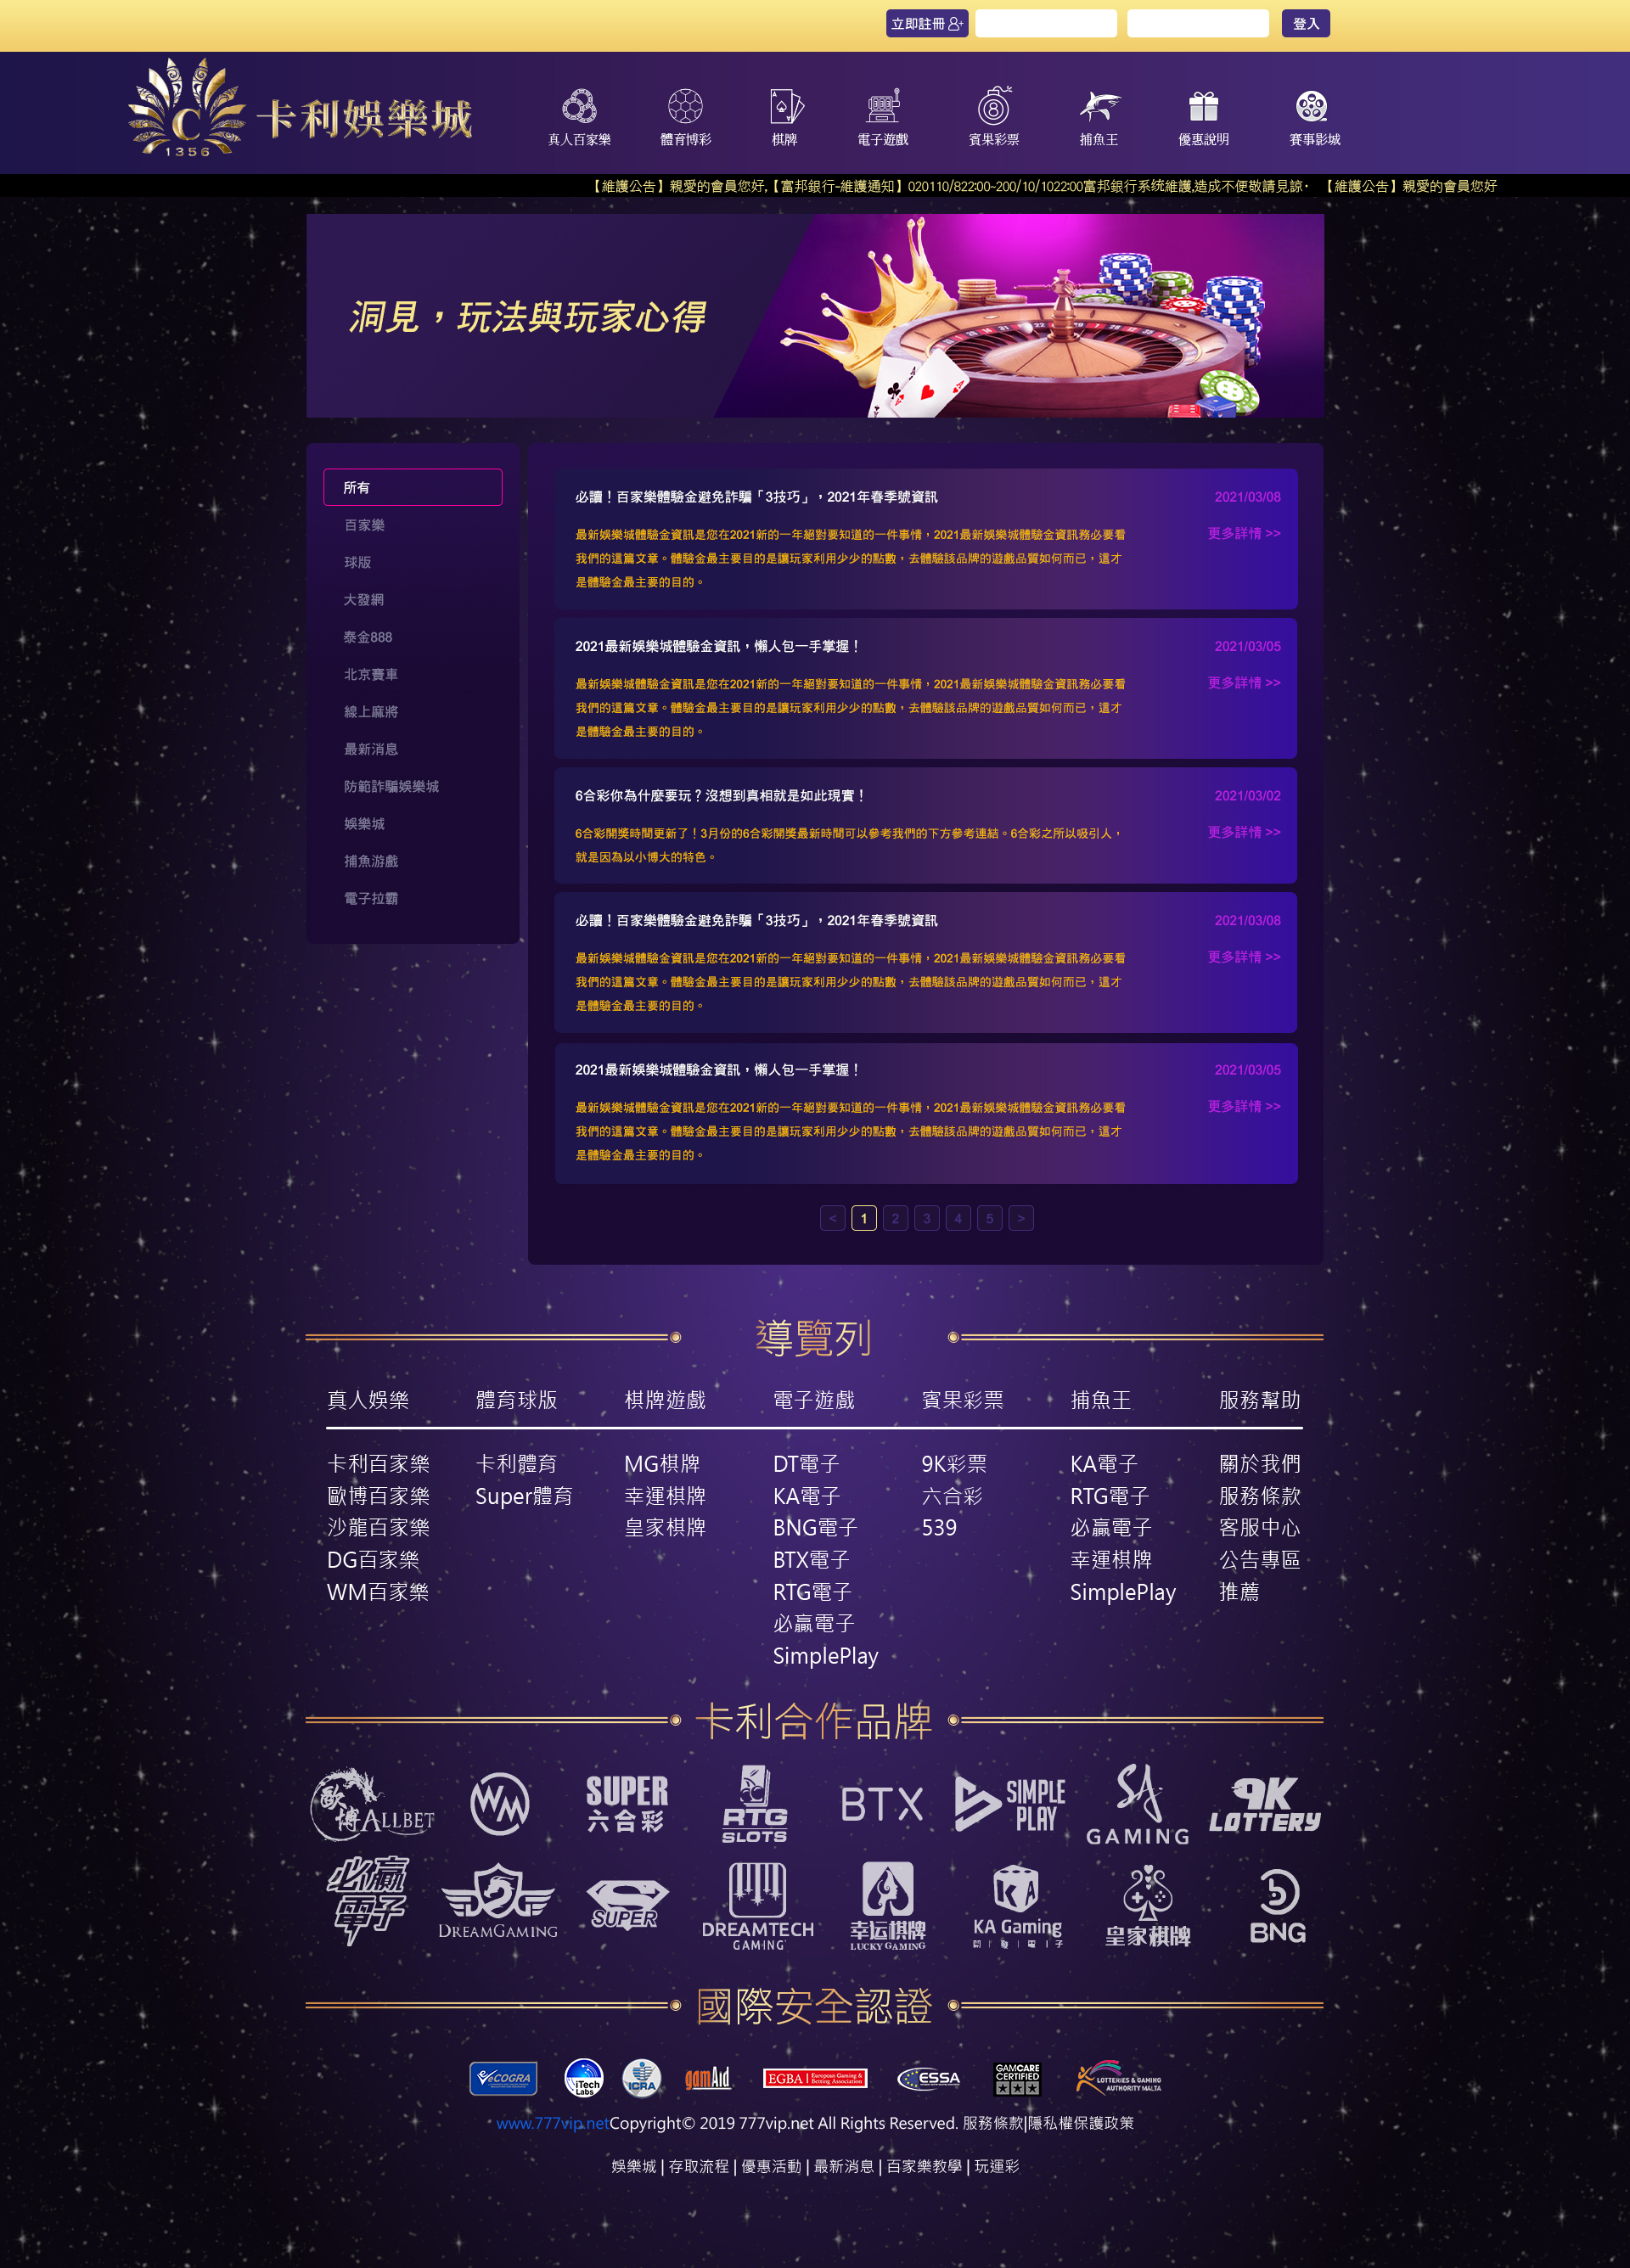 立即註冊
登入
卡利娛樂城
C
1356
真人百家樂 體育博彩 棋牌 電子遊戲 賓果彩票 捕魚王 優惠說明 賽事影城
【維護公告】親愛的會員您好,【富邦銀行-維護通知】020110/822:00-200/10/1022:00富邦銀行系统維護,造成不便敬請見諒· 【維護公告】親愛的會員您好
洞見，玩法與玩家心得
所有
百家樂
球版
大發網
泰金888
北京賽車
線上麻將
最新消息
防範詐騙娛樂城
娛樂城
捕魚游戲
電子拉霸
必讀！百家樂體驗金避免詐騙「3技巧」，2021年春季號資訊 2021/03/08
更多詳情 >>
最新娛樂城體驗金資訊是您在2021新的一年絕對要知道的一件事情，2021最新娛樂城體驗金資訊務必要看
我們的這篇文章。體驗金最主要目的是讓玩家利用少少的點數，去體驗該品牌的遊戲品質如何而已，這才
是體驗金最主要的目的。
2021最新娛樂城體驗金資訊，懶人包一手掌握！ 2021/03/05
更多詳情 >>
最新娛樂城體驗金資訊是您在2021新的一年絕對要知道的一件事情，2021最新娛樂城體驗金資訊務必要看
我們的這篇文章。體驗金最主要目的是讓玩家利用少少的點數，去體驗該品牌的遊戲品質如何而已，這才
是體驗金最主要的目的。
6合彩你為什麼要玩？沒想到真相就是如此現實！ 2021/03/02
更多詳情 >>
6合彩開獎時間更新了！3月份的6合彩開獎最新時間可以參考我們的下方參考連結。6合彩之所以吸引人，
就是因為以小博大的特色。
必讀！百家樂體驗金避免詐騙「3技巧」，2021年春季號資訊 2021/03/08
更多詳情 >>
最新娛樂城體驗金資訊是您在2021新的一年絕對要知道的一件事情，2021最新娛樂城體驗金資訊務必要看
我們的這篇文章。體驗金最主要目的是讓玩家利用少少的點數，去體驗該品牌的遊戲品質如何而已，這才
是體驗金最主要的目的。
2021最新娛樂城體驗金資訊，懶人包一手掌握！ 2021/03/05
更多詳情 >>
最新娛樂城體驗金資訊是您在2021新的一年絕對要知道的一件事情，2021最新娛樂城體驗金資訊務必要看
我們的這篇文章。體驗金最主要目的是讓玩家利用少少的點數，去體驗該品牌的遊戲品質如何而已，這才
是體驗金最主要的目的。
< 1 2 3 4 5 >
導覽列
真人娛樂 體育球版 棋牌遊戲 電子遊戲 賓果彩票 捕魚王 服務幫助
卡利百家樂 卡利體育 MG棋牌 DT電子 9K彩票 KA電子 關於我們
歐博百家樂 Super體育 幸運棋牌 KA電子 六合彩 RTG電子 服務條款
沙龍百家樂 皇家棋牌 BNG電子 539 必贏電子 客服中心
DG百家樂 BTX電子 幸運棋牌 公告專區
WM百家樂 RTG電子 SimplePlay 推薦
必贏電子
SimplePlay
卡利合作品牌
歐博 ALLBET
WM
SUPER
六合彩
RTG
SLOTS
BTX
SIMPLE
PLAY
SA
GAMING
9K
LOTTERY
必贏
電子
DREAMGAMING
SUPER
DREAMTECH
GAMING
幸运棋牌
LUCKY GAMING
KA
KA Gaming
皇家棋牌
BNG
國際安全認證
eCOGRA
iTech
Labs
ICRA
gamAid
EGBA European Gaming &
Betting Association
ESSA
GAMCARE
CERTIFIED
LOTTERIES & GAMING
AUTHORITY MALTA
www.777vip.netCopyright© 2019 777vip.net All Rights Reserved. 服務條款|隱私權保護政策
娛樂城 | 存取流程 | 優惠活動 | 最新消息 | 百家樂教學 | 玩運彩